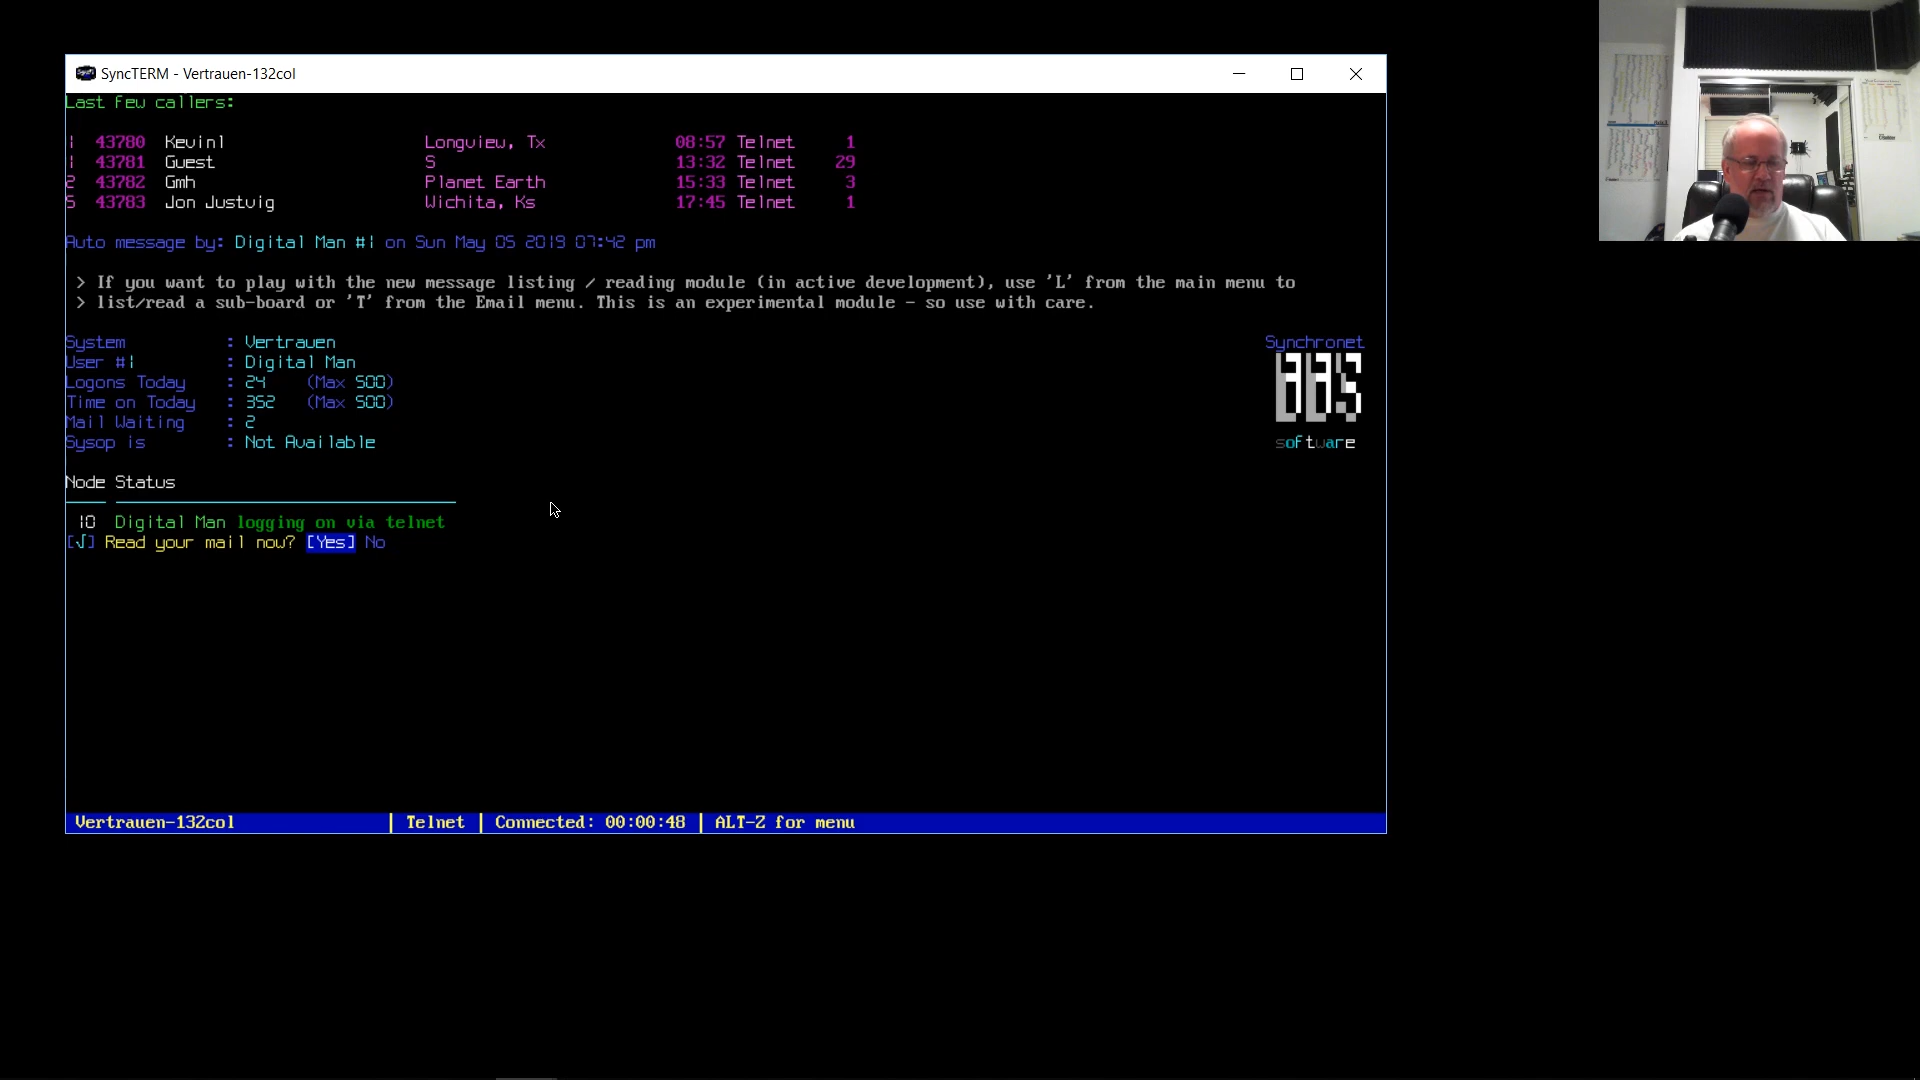 SyncTERM - Vertrauen-132col
Last few callers:
1 43780 Kevin1 Longview, Tx 08:57 Telnet 1
1 43781 Guest S 13:32 Telnet 29
2 43782 Gmh Planet Earth 15:33 Telnet 3
5 43783 Jon Justvig Wichita, Ks 17:45 Telnet 1
Auto message by: Digital Man #1 on Sun May 05 2019 07:42 pm
> If you want to play with the new message listing / reading module (in active development), use 'L' from the main menu to
> list/read a sub-board or 'T' from the Email menu. This is an experimental module - so use with care.
System : Vertrauen
User #1 : Digital Man
Logons Today : 24 (Max 500)
Time on Today : 352 (Max 500)
Mail Waiting : 2
Sysop is : Not Available
Synchronet
BBS
software
Node Status
10 Digital Man logging on via telnet
[√] Read your mail now? [Yes] No
Vertrauen-132col | Telnet | Connected: 00:00:48 | ALT-Z for menu